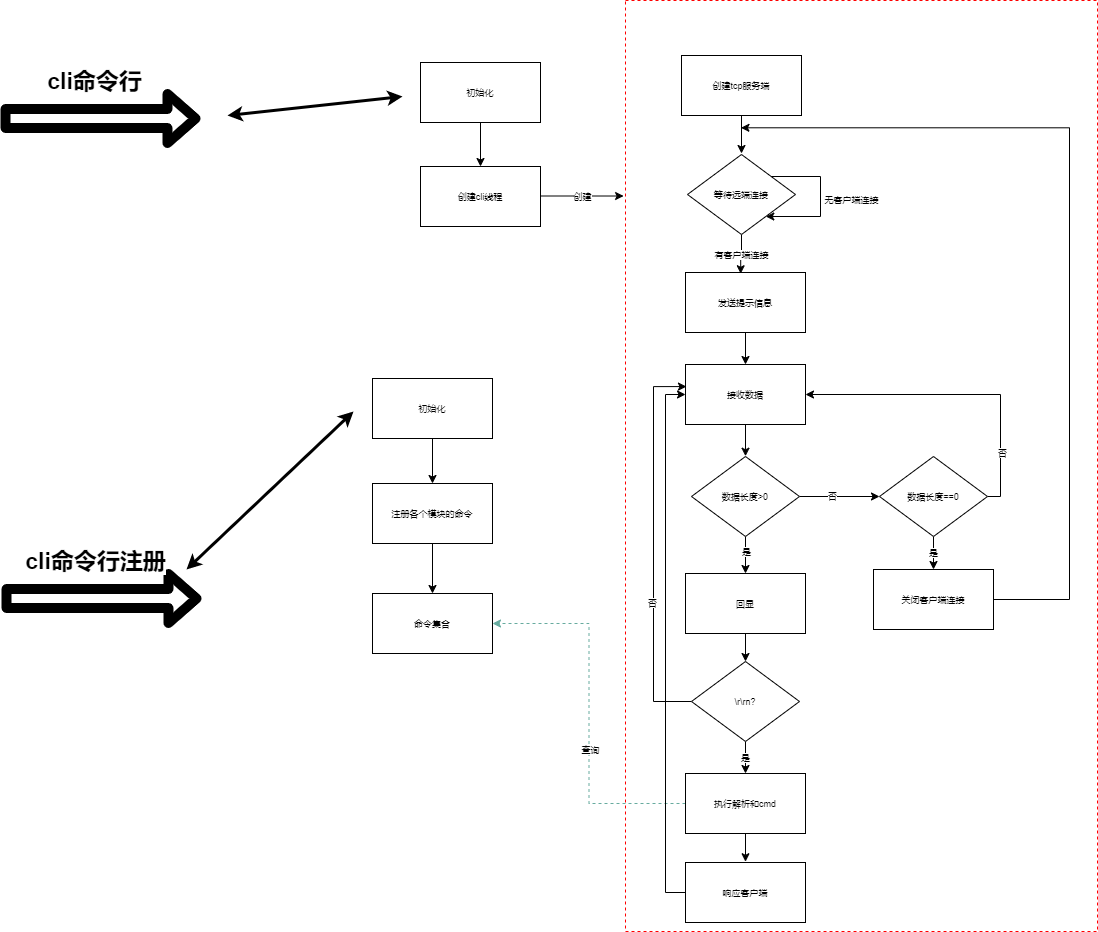 cli命令行
初始化
创建cli线程
创建
创建tcp服务端
等待远端连接
无客户端连接
有客户端连接
发送提示信息
接收数据
数据长度>0
否
数据长度==0
否
是
是
关闭客户端连接
回显
否
\r\rn?
是
执行解析和cmd
响应客户端
cli命令行注册
初始化
注册各个模块的命令
命令集合
查询